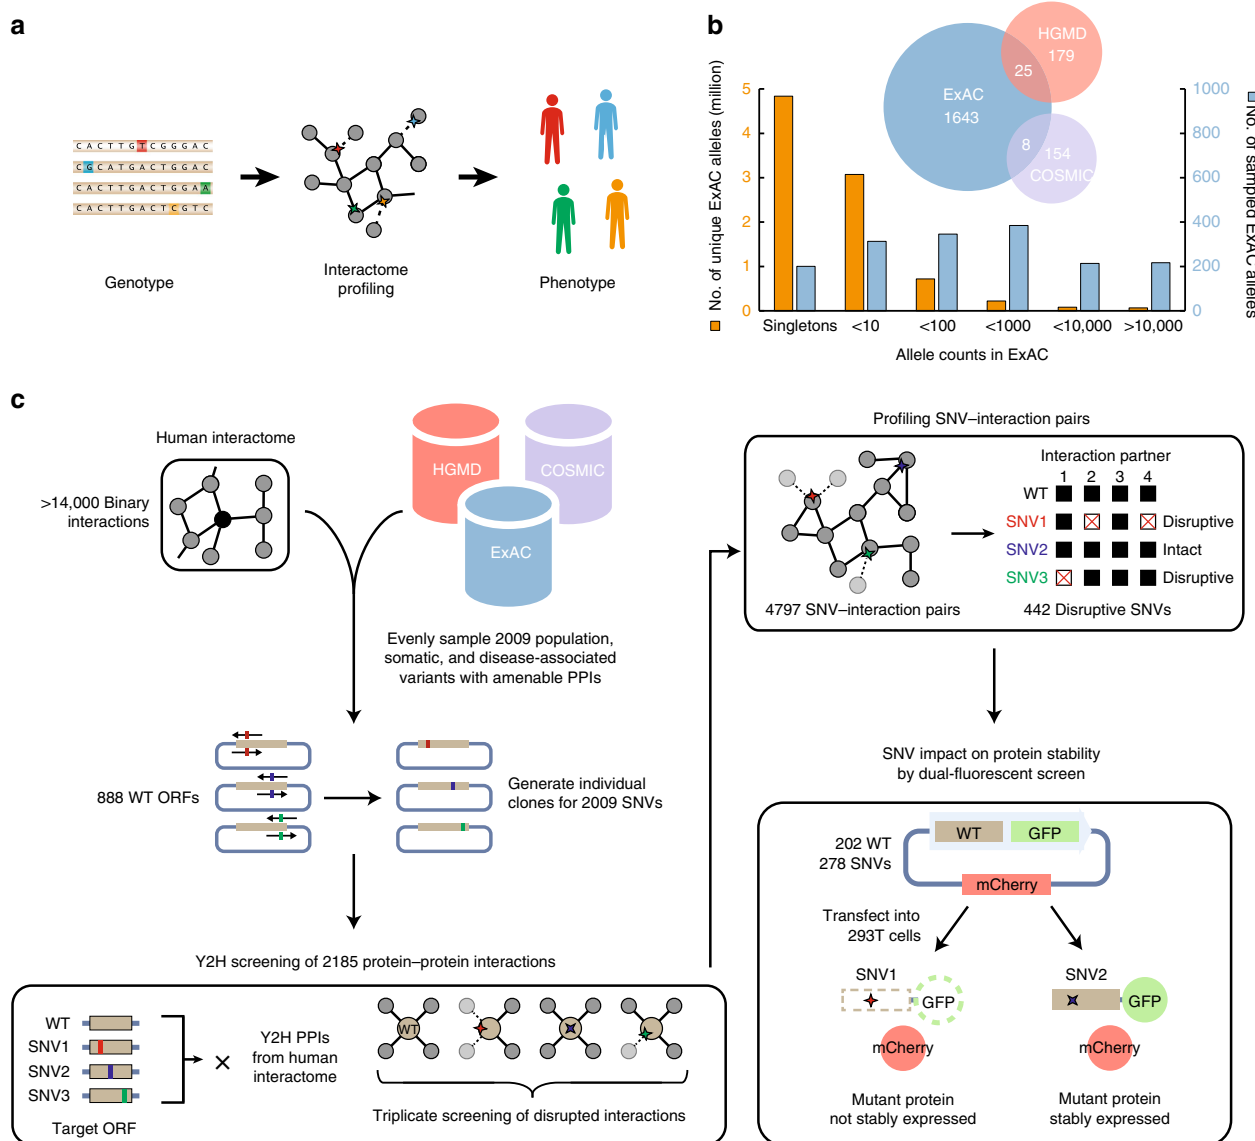 a
CACTTGTCGGGAC
CGCATGACTGGAC
CACTTGACTGGAA
CACTTGACTCGTC
Genotype
Interactome
profiling
Phenotype
b
No. of unique ExAC alleles (million)
5
4
3
2
1
0
HGMD
179
25
ExAC
1643
8
154
COSMIC
1000
800
600
400
200
0
No. of sampled ExAC alleles
Singletons
<10
<100
<1000
<10,000
>10,000
Allele counts in ExAC
c
Human interactome
>14,000 Binary
interactions
HGMD
COSMIC
ExAC
Evenly sample 2009 population,
somatic, and disease-associated
variants with amenable PPIs
888 WT ORFs
Generate individual
clones for 2009 SNVs
Y2H screening of 2185 protein–protein interactions
WT
SNV1
SNV2
SNV3
Target ORF
×
Y2H PPIs
from human
interactome
WT
Triplicate screening of disrupted interactions
Profiling SNV–interaction pairs
Interaction partner
1 2 3 4
WT
SNV1 Disruptive
SNV2 Intact
SNV3 Disruptive
4797 SNV–interaction pairs
442 Disruptive SNVs
SNV impact on protein stability
by dual-fluorescent screen
202 WT
278 SNVs
WT
GFP
mCherry
Transfect into
293T cells
SNV1
GFP
mCherry
Mutant protein
not stably expressed
SNV2
GFP
mCherry
Mutant protein
stably expressed